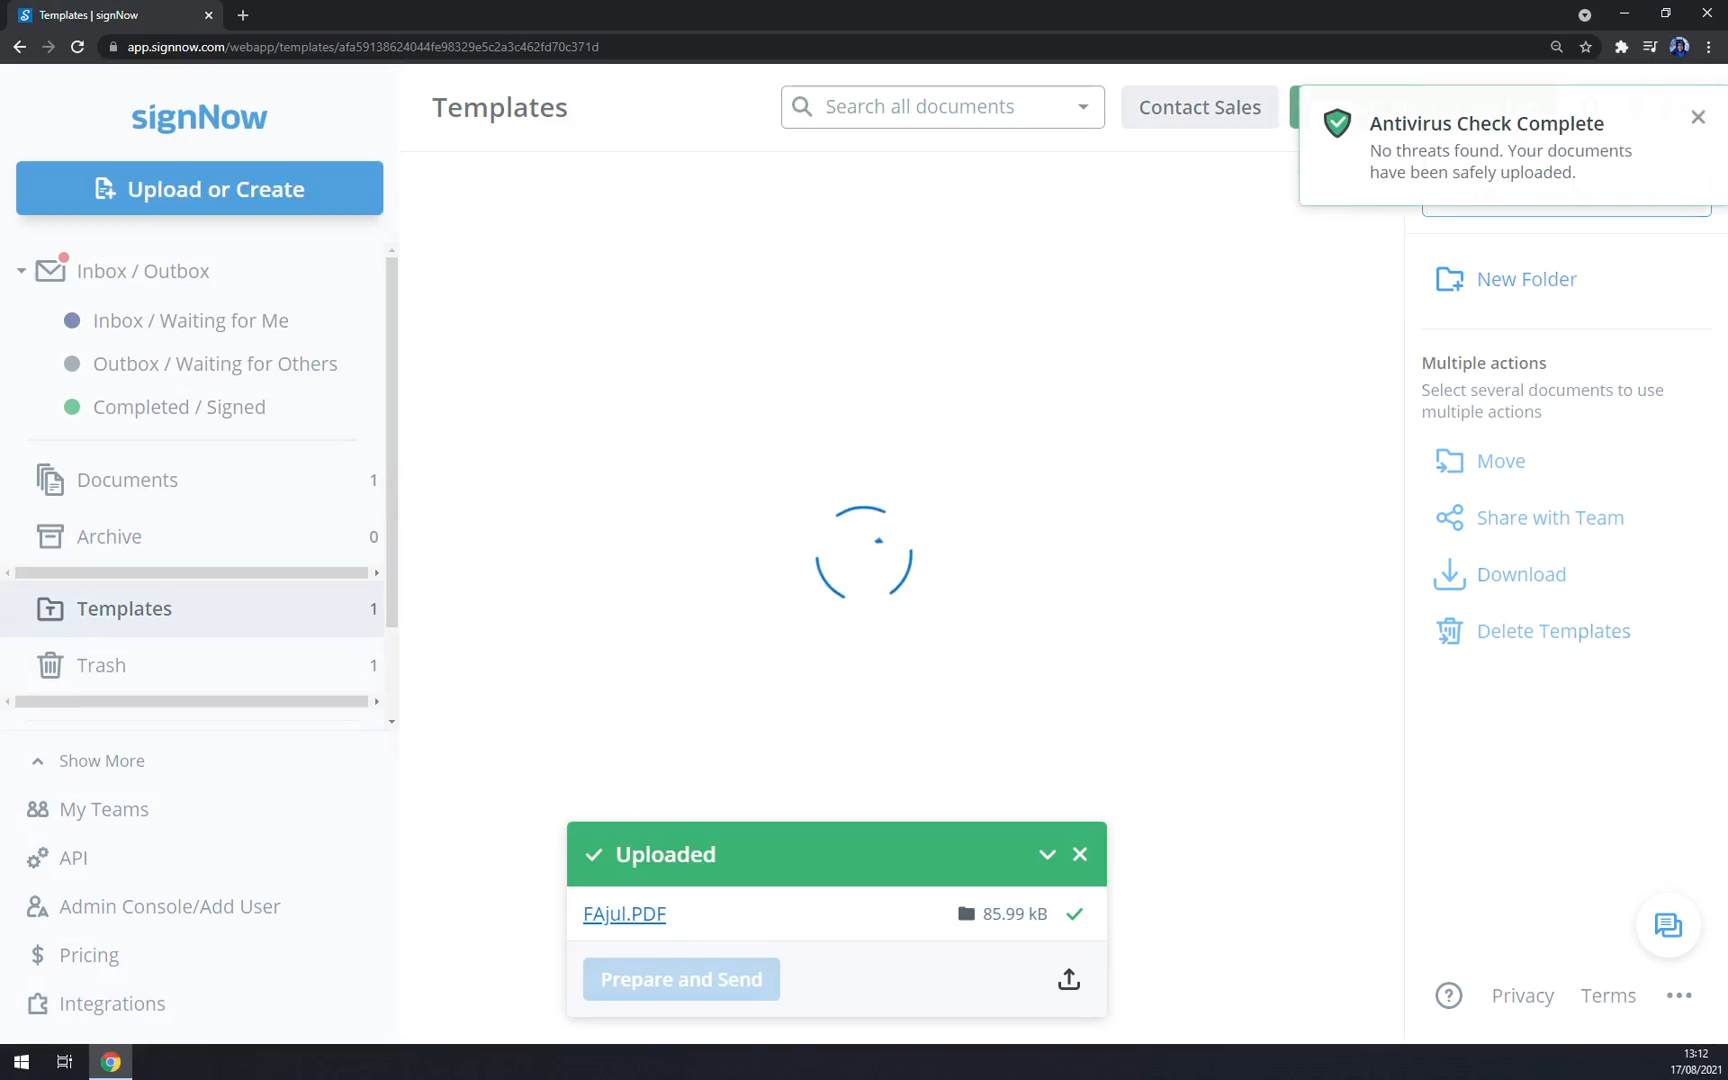 Templates | signNow
app.signnow.com/webapp/templates/afa59138624044fe98329e5c2a3c462fd70c371d
signNow
Templates
Search all documents
Contact Sales
Antivirus Check Complete
No threats found. Your documents
have been safely uploaded.
Upload or Create
Inbox / Outbox
Inbox / Waiting for Me
Outbox / Waiting for Others
Completed / Signed
Documents 1
Archive 0
Templates 1
Trash 1
Show More
My Teams
API
Admin Console/Add User
Pricing
Integrations
New Folder
Multiple actions
Select several documents to use
multiple actions
Move
Share with Team
Download
Delete Templates
Uploaded
FAjul.PDF 85.99 kB
Prepare and Send
Privacy Terms
13:12
17/08/2021